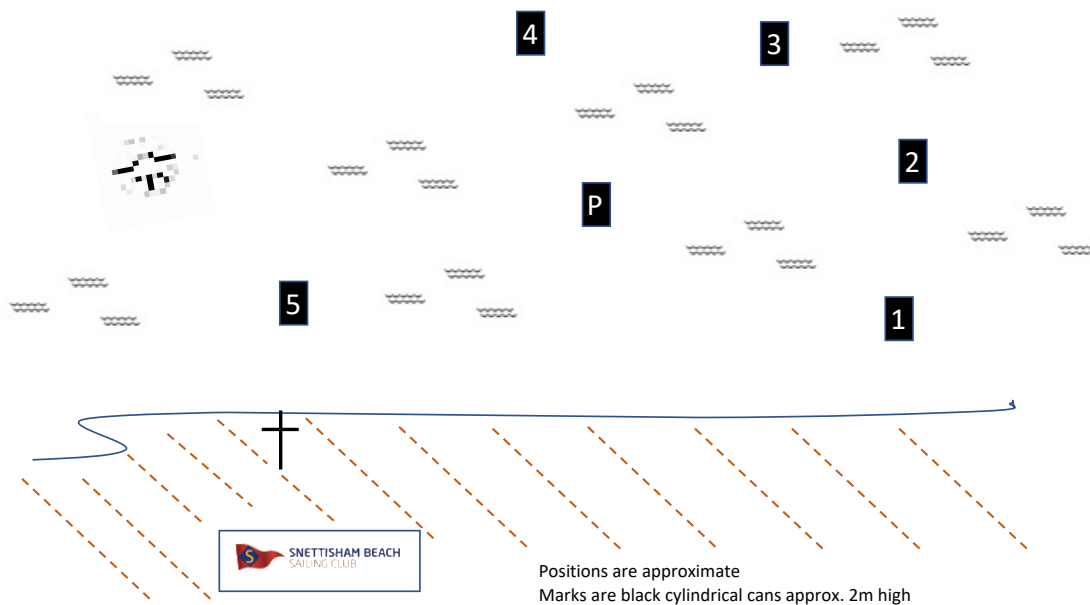 4
3
2
P
5
1
S
SNETTISHAM BEACH
SAILING CLUB
Positions are approximate
Marks are black cylindrical cans approx. 2m high